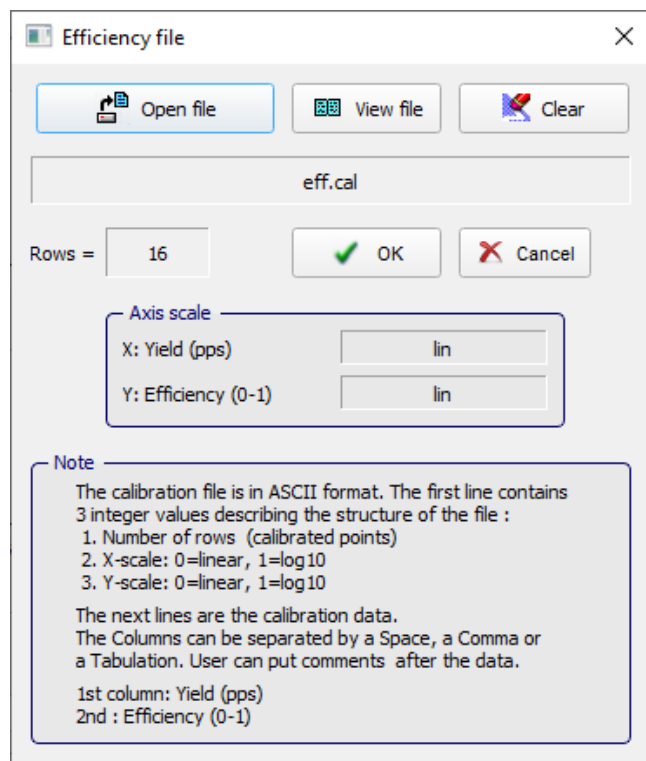 Efficiency file
Open file
View file
Clear
eff.cal
Rows =
16
OK
Cancel
Axis scale
X: Yield (pps)
lin
Y: Efficiency (0-1)
lin
Note
The calibration file is in ASCII format. The first line contains
3 integer values describing the structure of the file :
1. Number of rows (calibrated points)
2. X-scale: 0=linear, 1=log10
3. Y-scale: 0=linear, 1=log10
The next lines are the calibration data.
The Columns can be separated by a Space, a Comma or
a Tabulation. User can put comments after the data.
1st column: Yield (pps)
2nd : Efficiency (0-1)